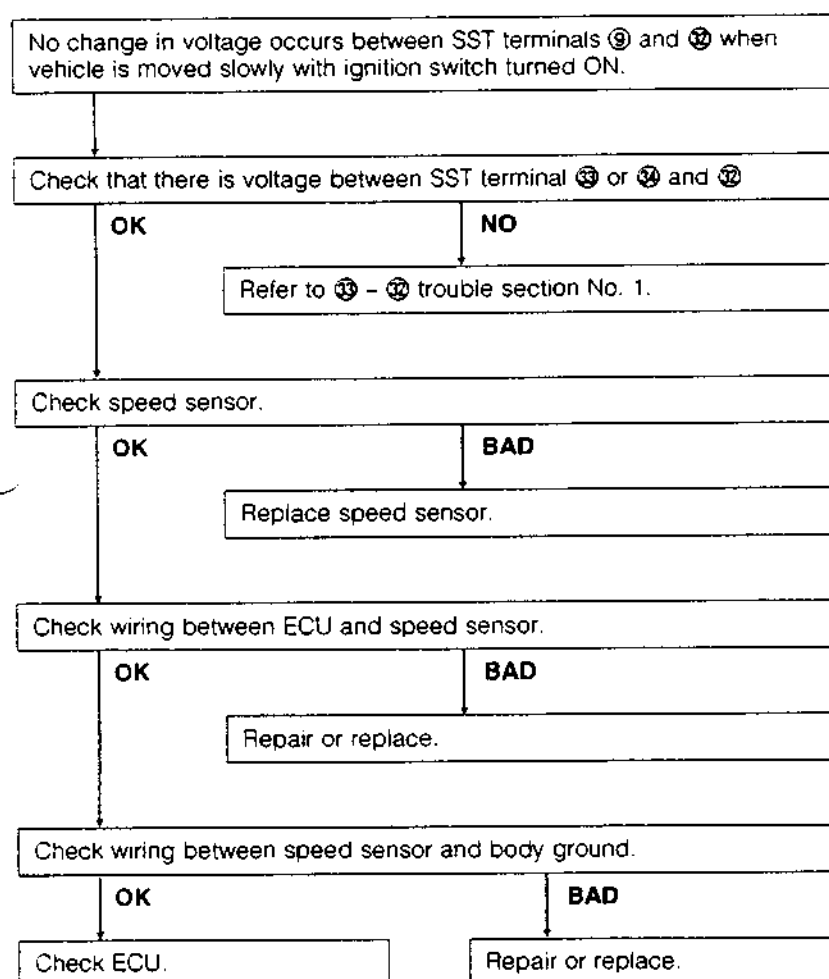 No change in voltage occurs between SST terminals ⑨ and ㉜ when
vehicle is moved slowly with ignition switch turned ON.
Check that there is voltage between SST terminal ㉝ or ㉞ and ㉜
OK
NO
Refer to ㉝ – ㉜ trouble section No. 1.
Check speed sensor.
OK
BAD
Replace speed sensor.
Check wiring between ECU and speed sensor.
OK
BAD
Repair or replace.
Check wiring between speed sensor and body ground.
OK
BAD
Check ECU.
Repair or replace.